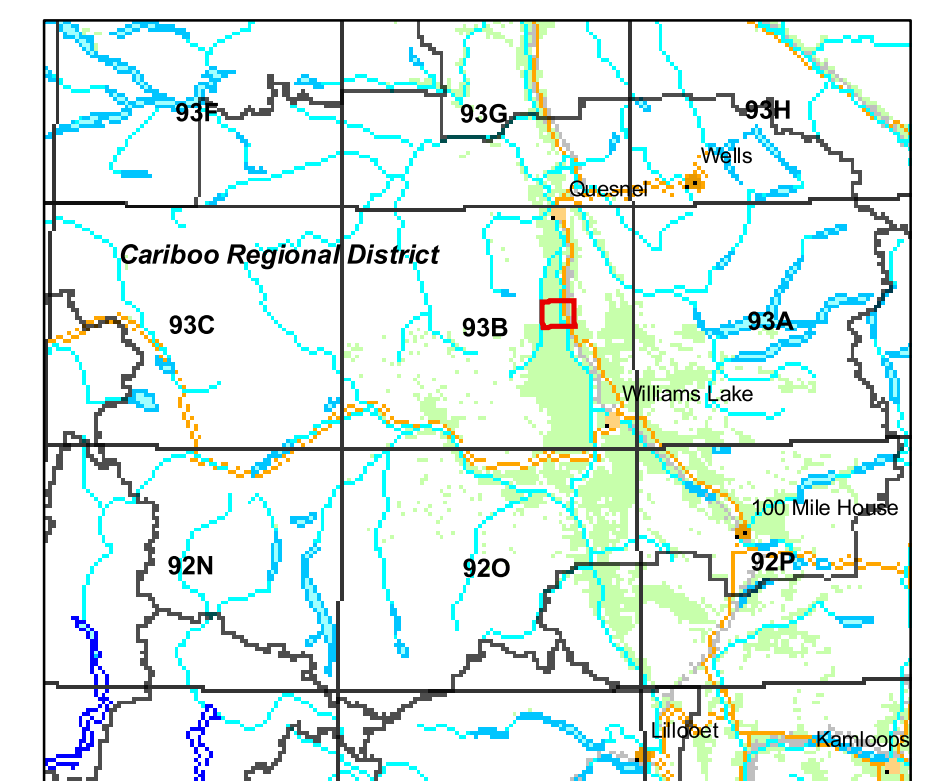 93F
93G
93H
Wells
Quesnel
Cariboo Regional District
93C
93B
93A
Williams Lake
100 Mile House
92N
92O
92P
Lillooet
Kamloops